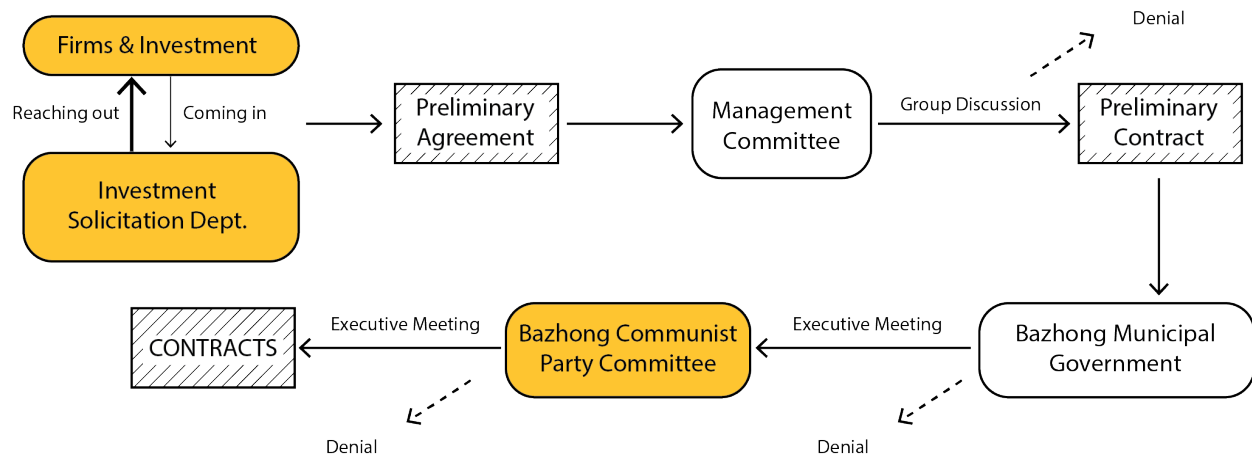 Firms & Investment
Reaching out
Coming in
Investment
Solicitation Dept.
Preliminary
Agreement
Management
Committee
Group Discussion
Denial
Preliminary
Contract
Bazhong Municipal
Government
Executive Meeting
Denial
Bazhong Communist
Party Committee
Executive Meeting
Denial
CONTRACTS